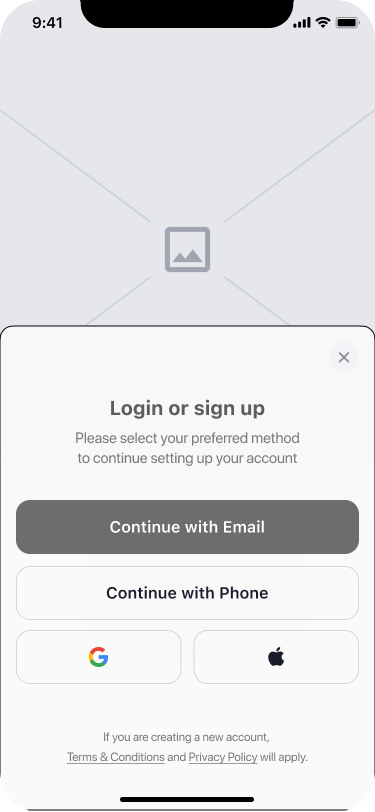 9:41
Login or sign up
Please select your preferred method
to continue setting up your account
Continue with Email
Continue with Phone
If you are creating a new account,
Terms & Conditions and Privacy Policy will apply.